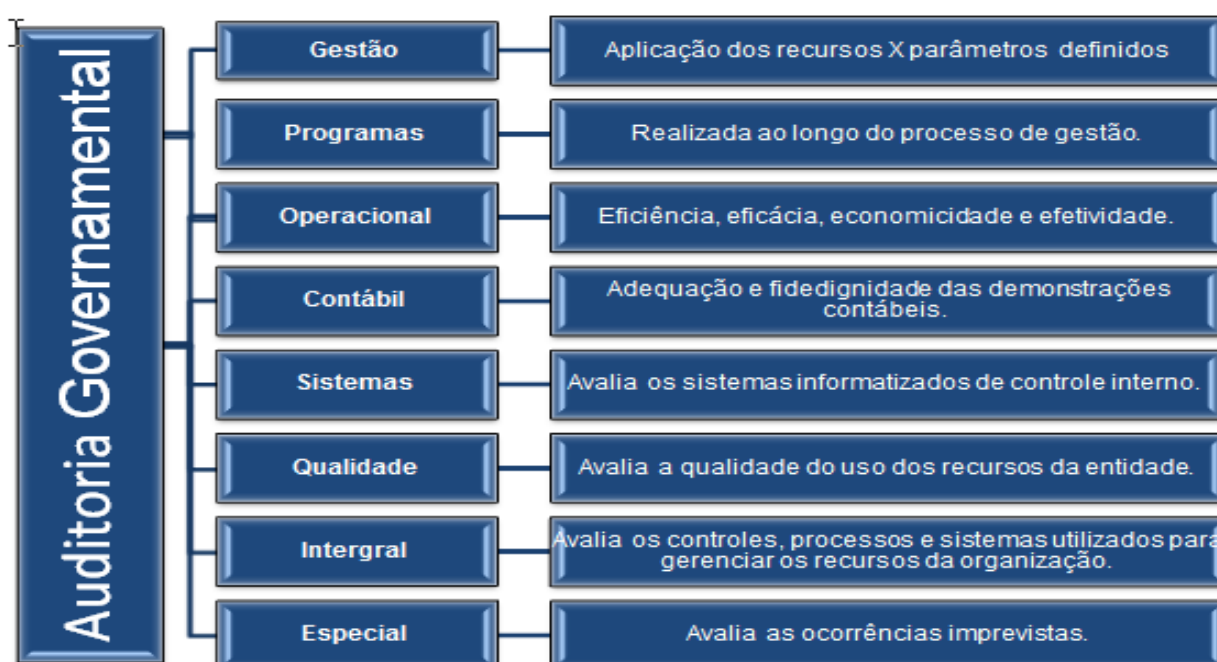 Auditoria Governamental
Gestão
Aplicação dos recursos X parâmetros definidos
Programas
Realizada ao longo do processo de gestão.
Operacional
Eficiência, eficácia, economicidade e efetividade.
Contábil
Adequação e fidedignidade das demonstrações
contábeis.
Sistemas
Avalia os sistemas informatizados de controle interno.
Qualidade
Avalia a qualidade do uso dos recursos da entidade.
Intergral
Avalia os controles, processos e sistemas utilizados para
gerenciar os recursos da organização.
Especial
Avalia as ocorrências imprevistas.